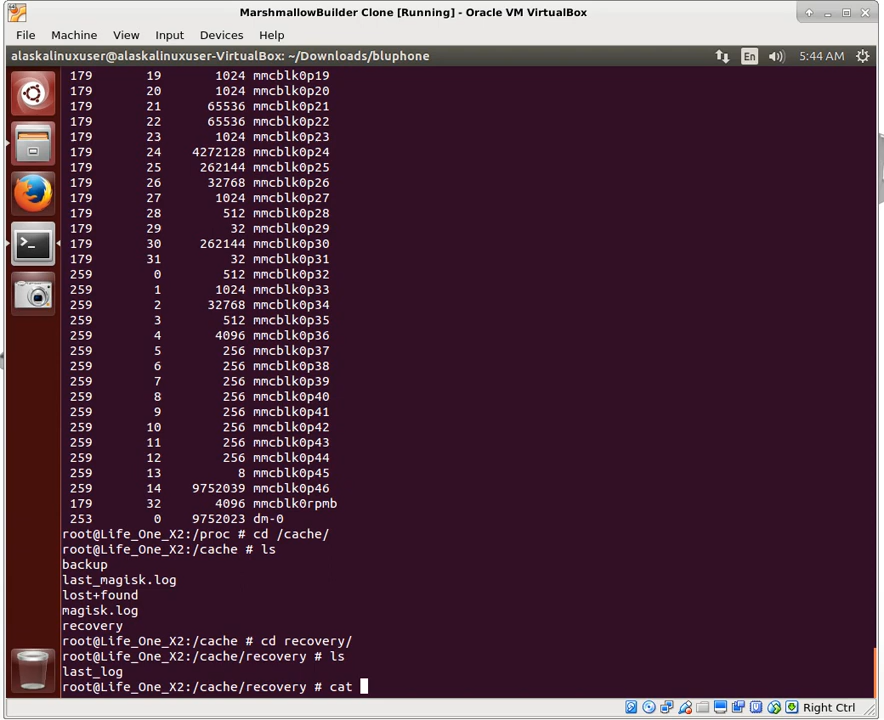 MarshmallowBuilder Clone [Running] - Oracle VM VirtualBox
File Machine View Input Devices Help
alaskalinuxuser@alaskalinuxuser-VirtualBox: ~/Downloads/bluphone En 5:44 AM
179 19 1024 mmcblk0p19
179 20 1024 mmcblk0p20
179 21 65536 mmcblk0p21
179 22 65536 mmcblk0p22
179 23 1024 mmcblk0p23
179 24 4272128 mmcblk0p24
179 25 262144 mmcblk0p25
179 26 32768 mmcblk0p26
179 27 1024 mmcblk0p27
179 28 512 mmcblk0p28
179 29 32 mmcblk0p29
179 30 262144 mmcblk0p30
179 31 32 mmcblk0p31
259 0 512 mmcblk0p32
259 1 1024 mmcblk0p33
259 2 32768 mmcblk0p34
259 3 512 mmcblk0p35
259 4 4096 mmcblk0p36
259 5 256 mmcblk0p37
259 6 256 mmcblk0p38
259 7 256 mmcblk0p39
259 8 256 mmcblk0p40
259 9 256 mmcblk0p41
259 10 256 mmcblk0p42
259 11 256 mmcblk0p43
259 12 256 mmcblk0p44
259 13 8 mmcblk0p45
259 14 9752039 mmcblk0p46
179 32 4096 mmcblk0rpmb
253 0 9752023 dm-0
root@Life_One_X2:/proc # cd /cache/
root@Life_One_X2:/cache # ls
backup
last_magisk.log
lost+found
magisk.log
recovery
root@Life_One_X2:/cache # cd recovery/
root@Life_One_X2:/cache/recovery # ls
last_log
root@Life_One_X2:/cache/recovery # cat
Right Ctrl